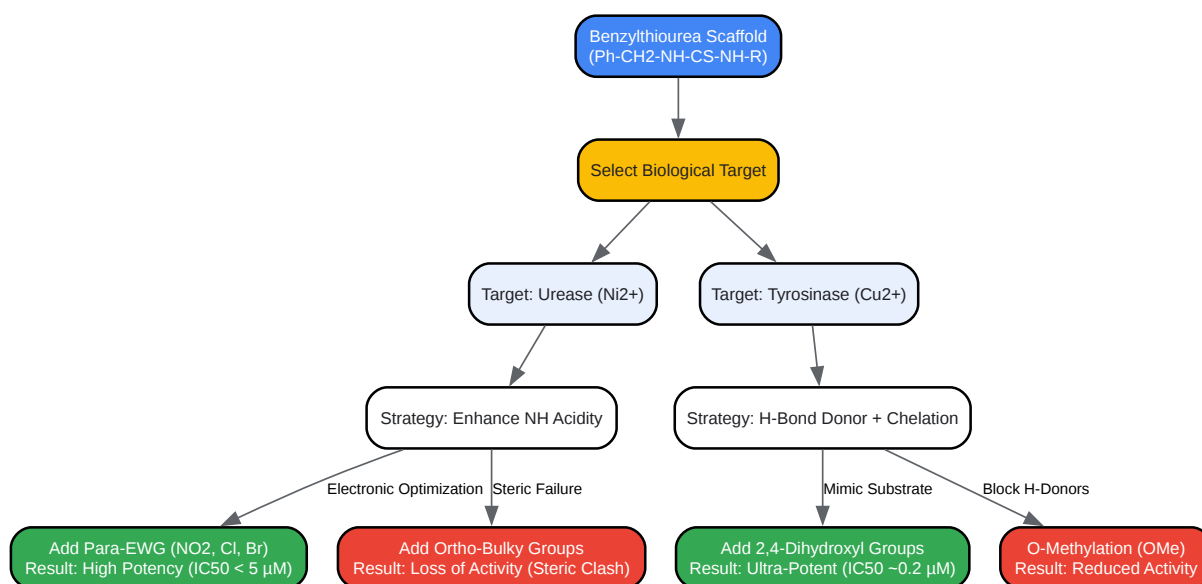 Benzylthiourea Scaffold
(Ph-CH2-NH-CS-NH-R)
Select Biological Target
Target: Urease (Ni2+)
Target: Tyrosinase (Cu2+)
Strategy: Enhance NH Acidity
Strategy: H-Bond Donor + Chelation
Electronic Optimization
Steric Failure
Mimic Substrate
Block H-Donors
Add Para-EWG (NO2, Cl, Br)
Result: High Potency (IC50 < 5 µM)
Add Ortho-Bulky Groups
Result: Loss of Activity (Steric Clash)
Add 2,4-Dihydroxyl Groups
Result: Ultra-Potent (IC50 ~0.2 µM)
O-Methylation (OMe)
Result: Reduced Activity